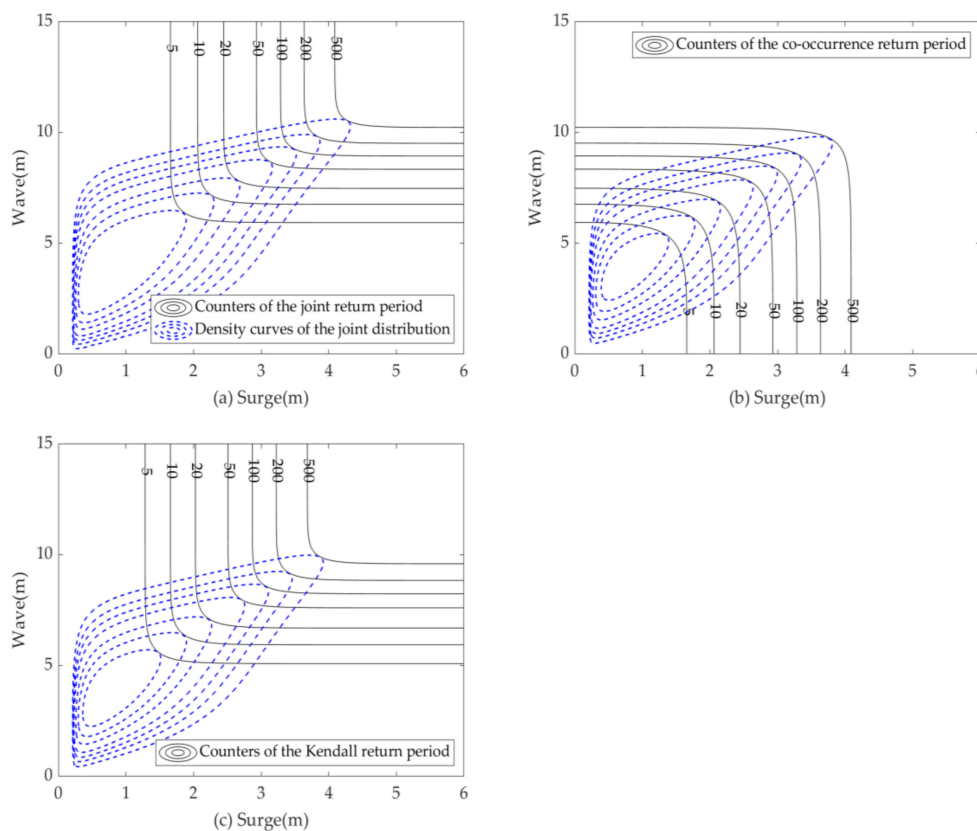 15
10
5
0
Wave(m)
5
10
20
50
100
200
500
Counters of the joint return period
Density curves of the joint distribution
0 1 2 3 4 5 6
(a) Surge(m)
15
10
5
0
Wave(m)
Counters of the co-occurrence return period
10
20
50
100
200
500
0 1 2 3 4 5 6
(b) Surge(m)
15
10
5
0
Wave(m)
5
10
20
50
100
200
500
Counters of the Kendall return period
0 1 2 3 4 5 6
(c) Surge(m)